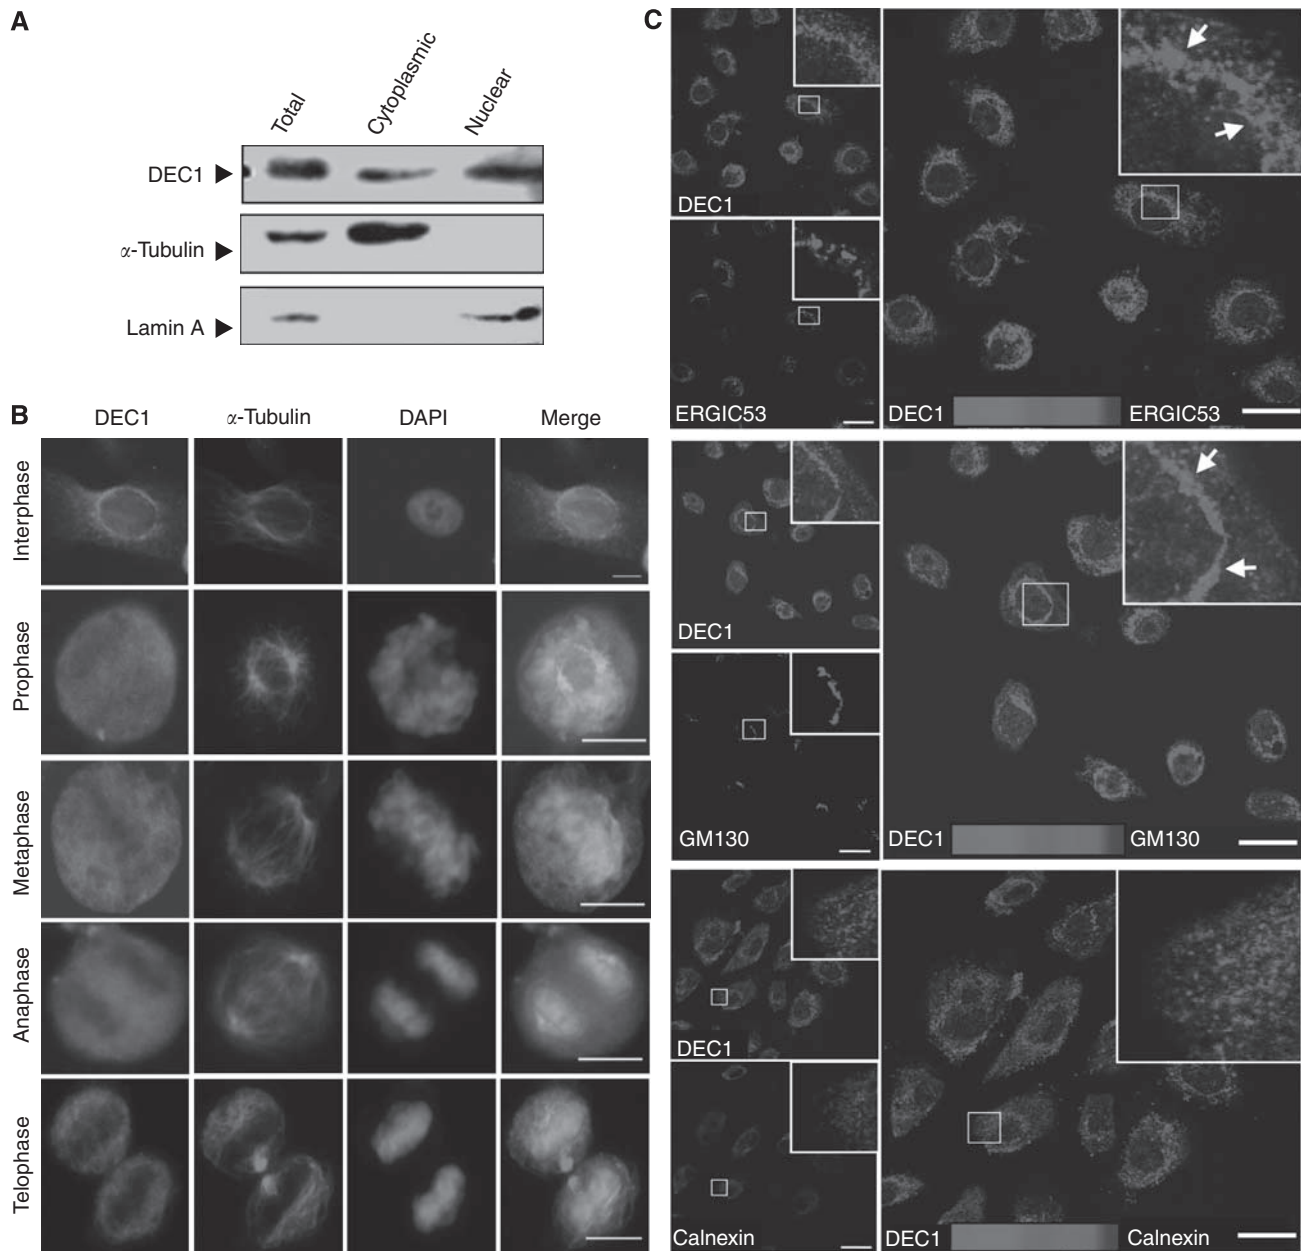 A
Total
Cytoplasmic
Nuclear
DEC1
α-Tubulin
Lamin A
B
DEC1 α-Tubulin DAPI Merge
Interphase
Prophase
Metaphase
Anaphase
Telophase
C
DEC1
ERGIC53
DEC1 ERGIC53
DEC1
GM130
DEC1 GM130
DEC1
Calnexin
DEC1 Calnexin